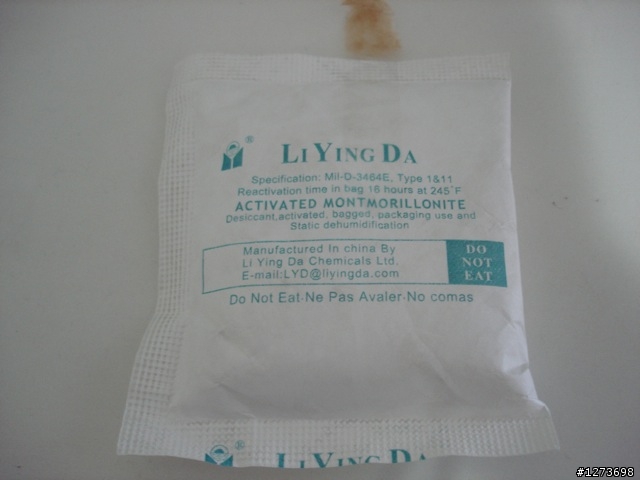 ®
LI YING DA
Specification: Mil-D-3464E, Type 1&11
Reactivation time in bag 16 hours at 245°F
ACTIVATED MONTMORILLONITE
Desiccant,activated, bagged, packaging use and
Static dehumidification
Manufactured In china By
Li Ying Da Chemicals Ltd.
E-mail:LYD@liyingda.com
DO
NOT
EAT
Do Not Eat-Ne Pas Avaler-No comas
®
LI YING DA
#1273698